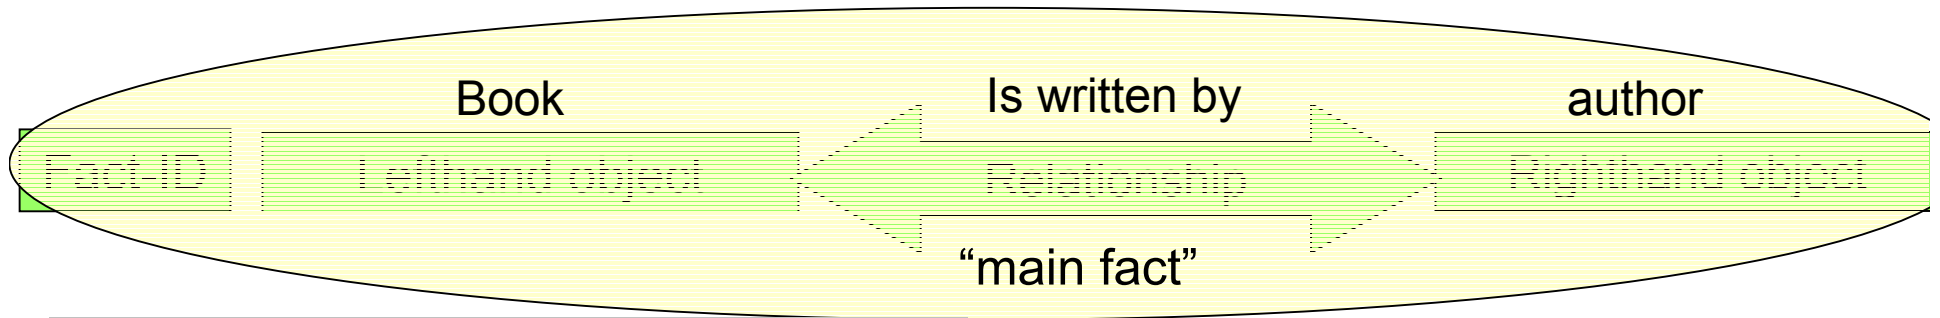 Book Is written by author
Fact-ID Lefthand object Relationship Righthand object
“main fact”